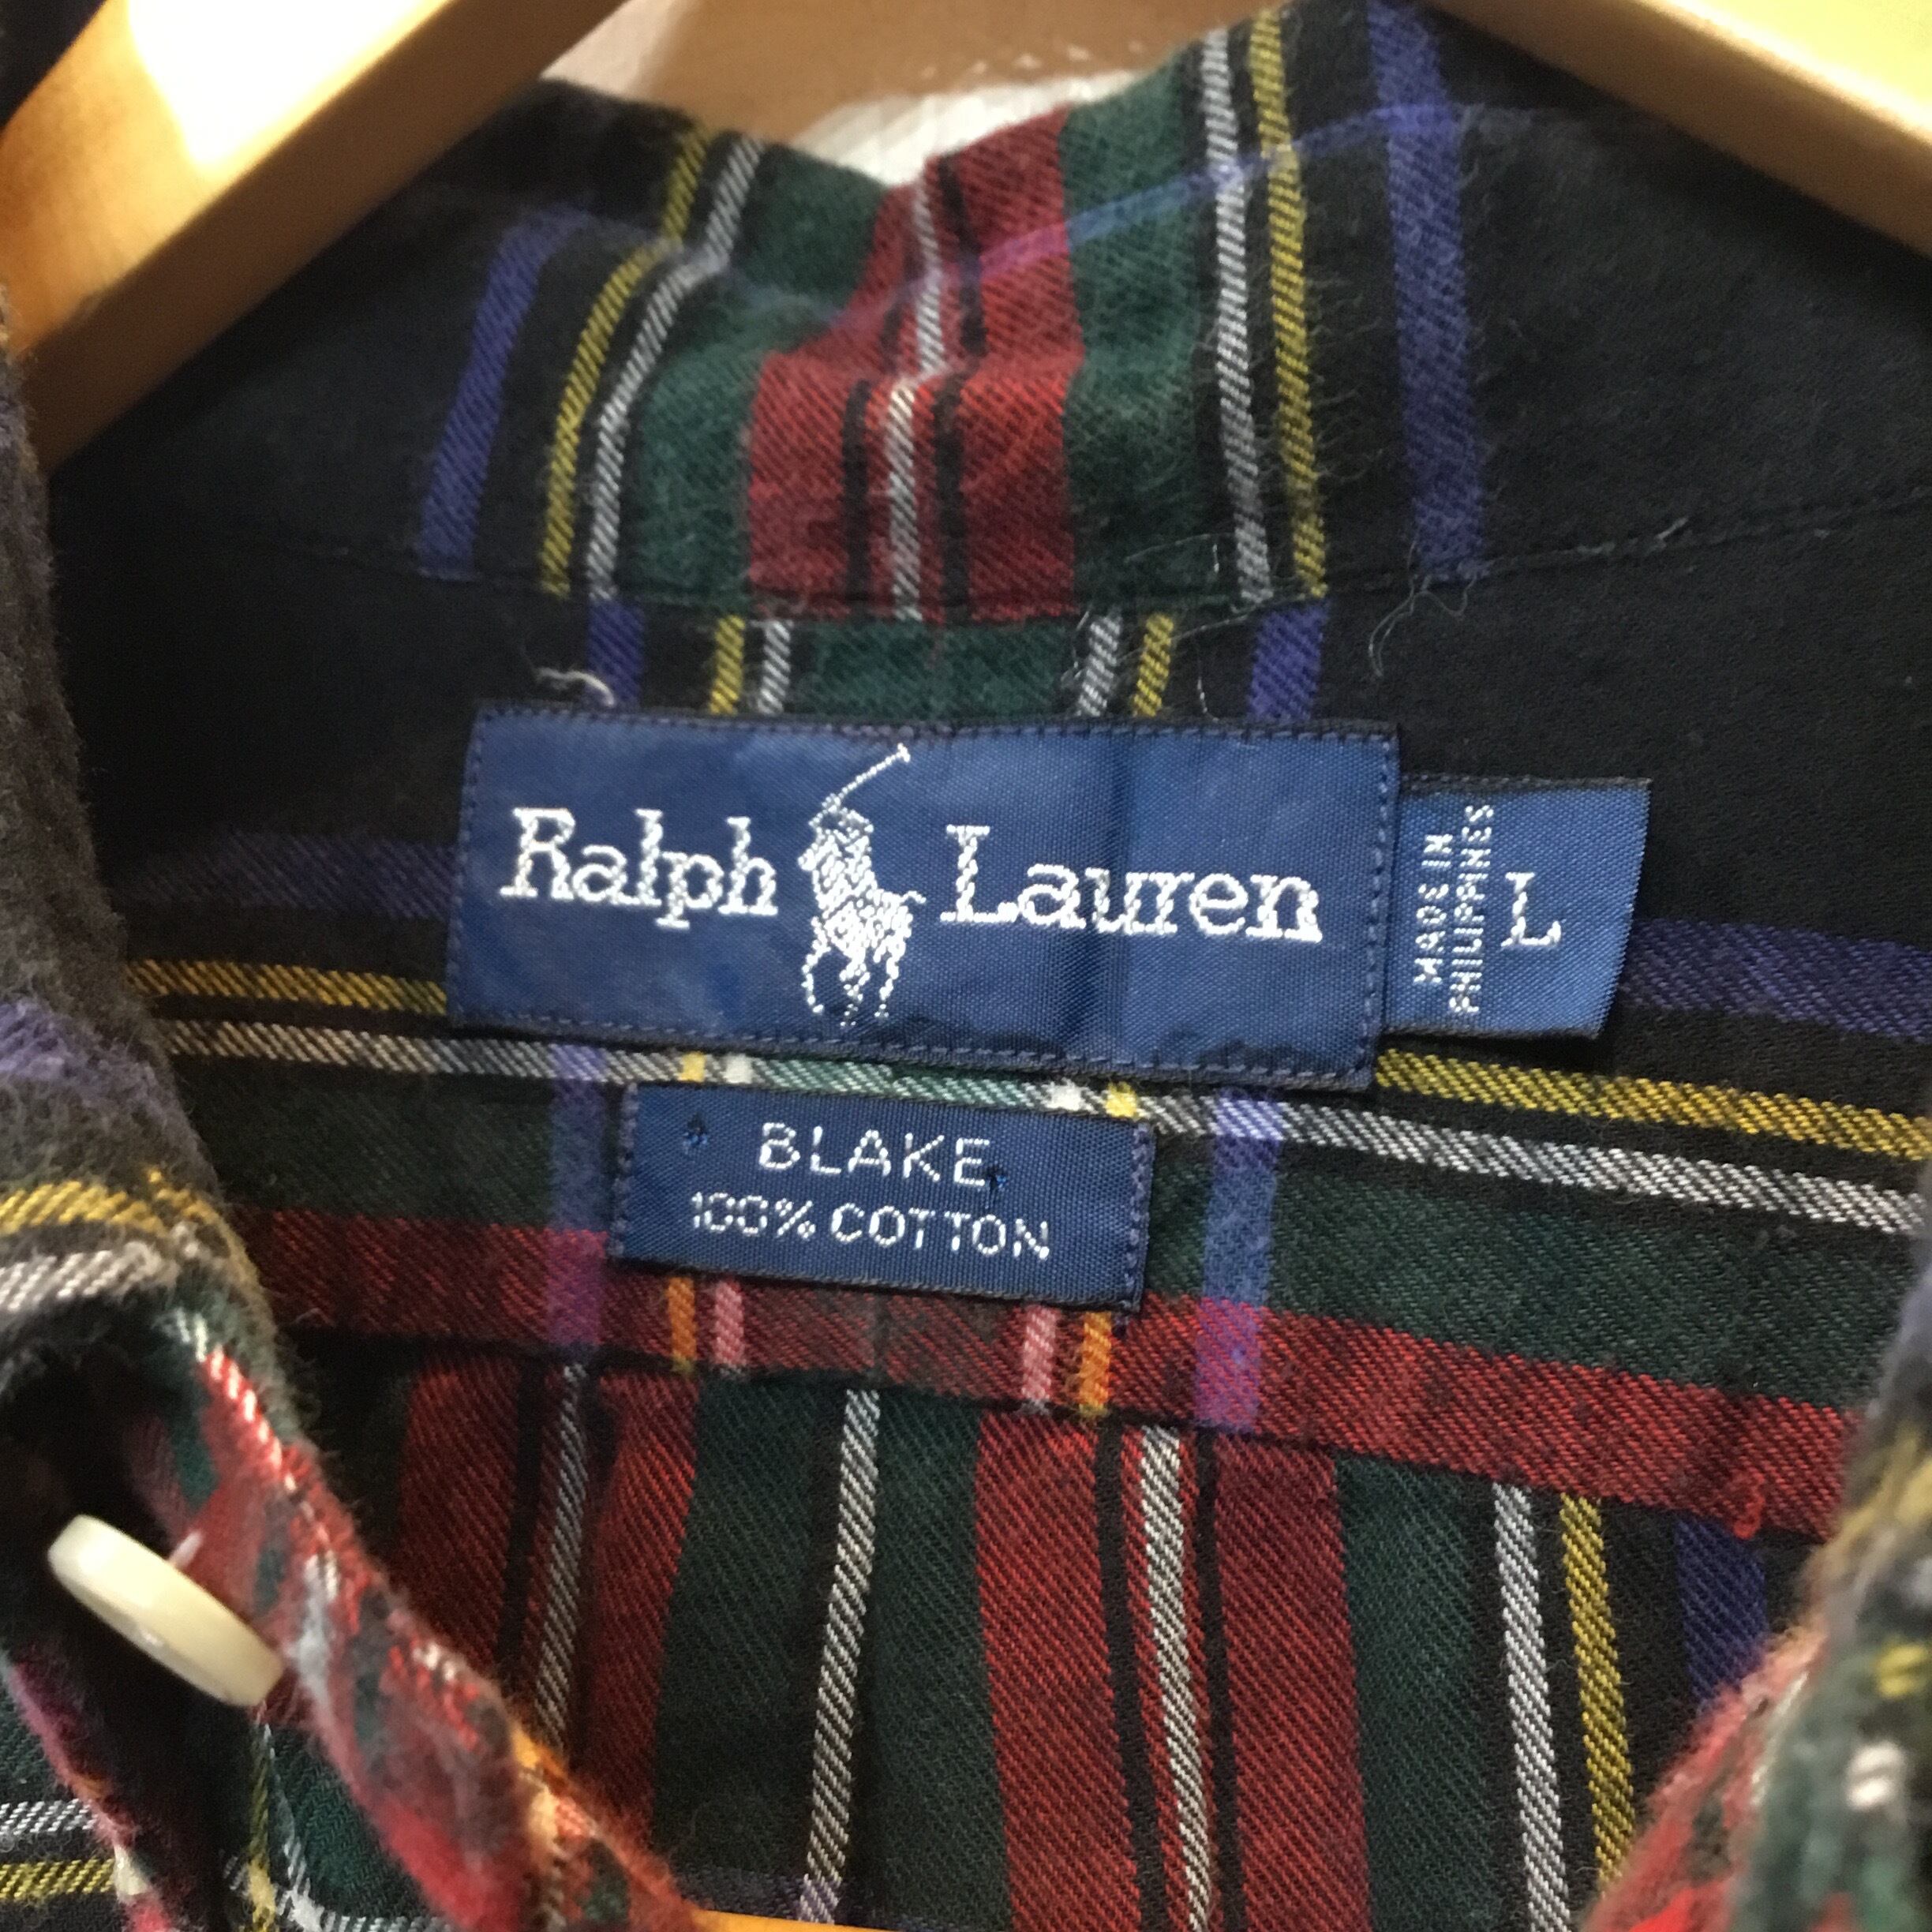 Ralph Lauren
MADE IN
PHILIPPINES
L
BLAKE
100% COTTON